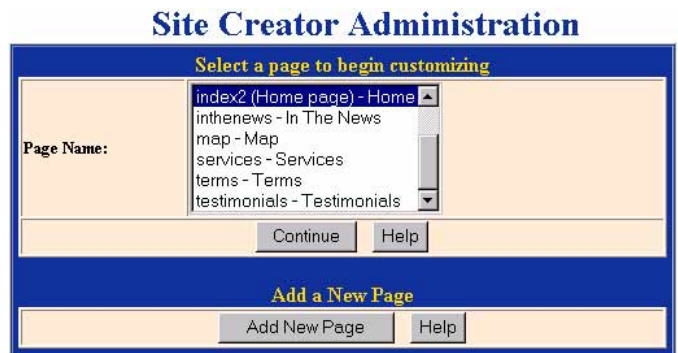 Site Creator Administration
Select a page to begin customizing
Page Name:
index2 (Home page) - Home
inthenews - In The News
map - Map
services - Services
terms - Terms
testimonials - Testimonials
Continue
Help
Add a New Page
Add New Page
Help